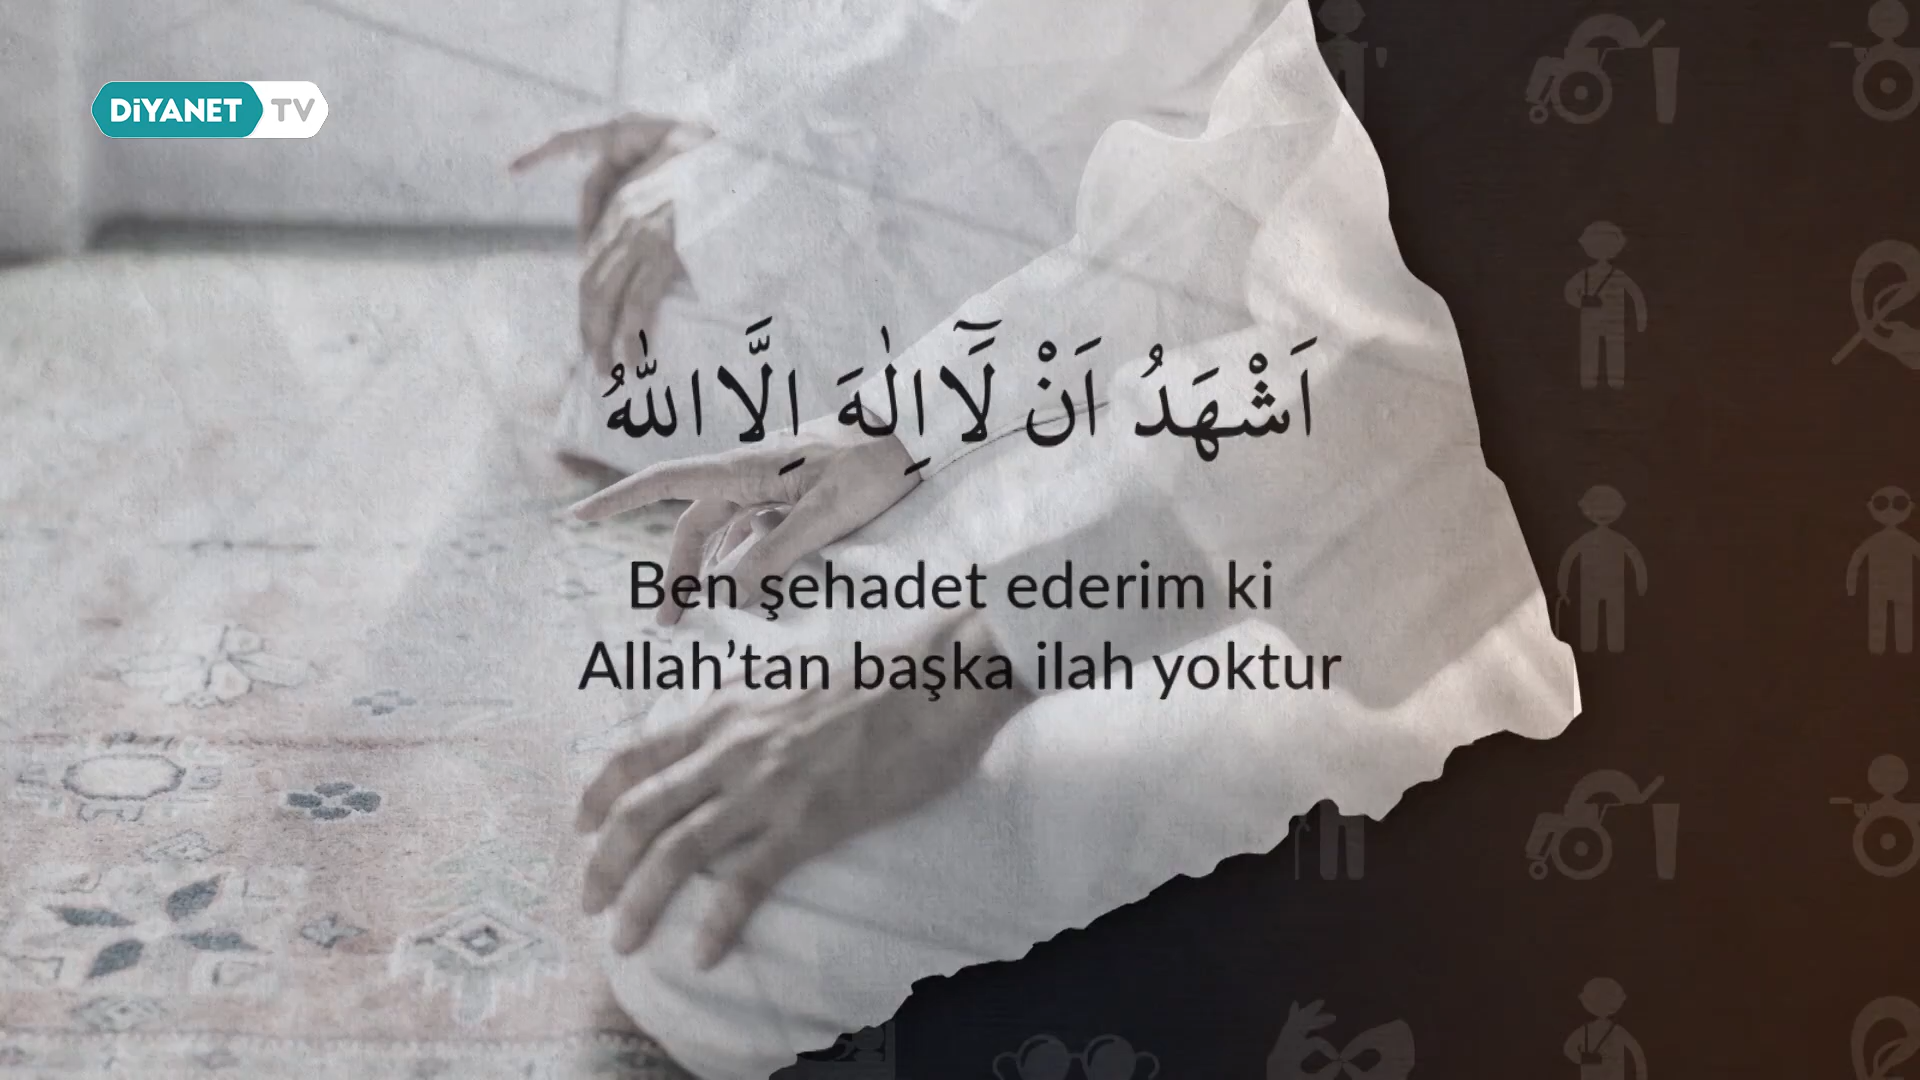 DİYANET TV
اَشْهَدُ اَنْ لَٓا اِلٰهَ اِلَّا اللّٰهُ
Ben şehadet ederim ki
Allah’tan başka ilah yoktur